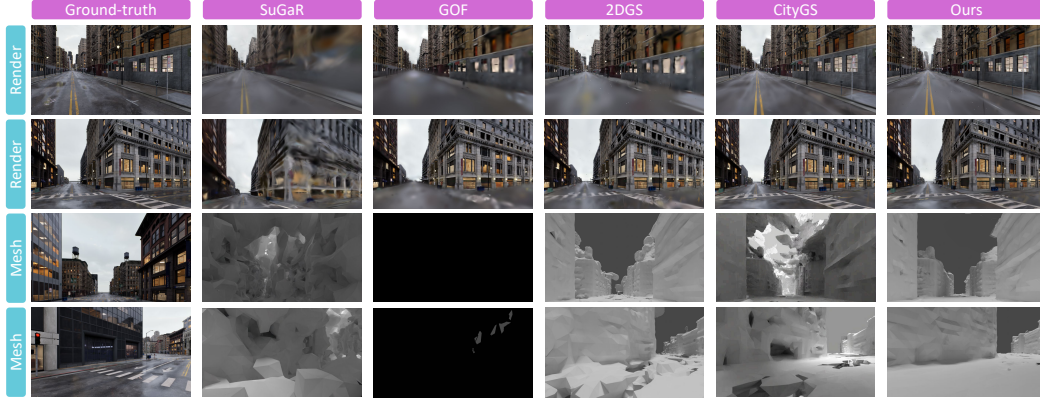 Ground-truth
SuGaR
GOF
2DGS
CityGS
Ours
Render
Render
Mesh
Mesh